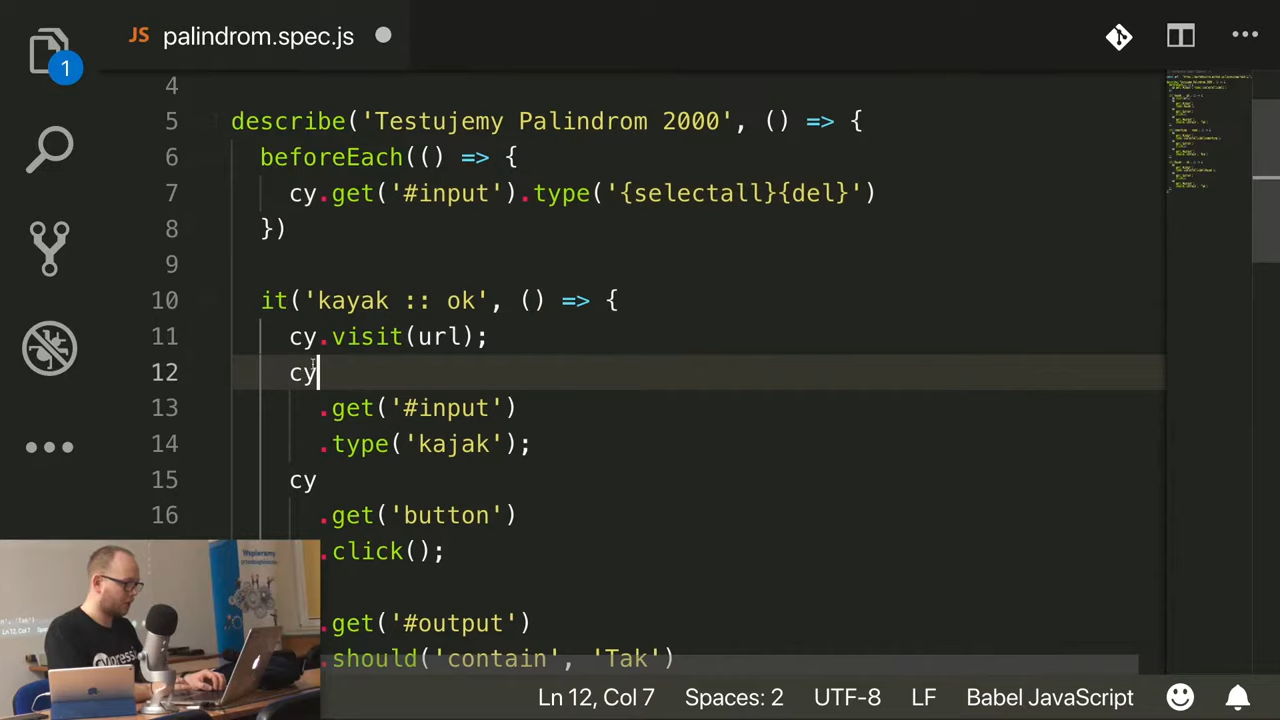 JS palindrom.spec.js
1
4
5 describe('Testujemy Palindrom 2000', () => {
6 beforeEach(() => {
7 cy.get('#input').type('{selectall}{del}')
8 })
9
10 it('kayak :: ok', () => {
11 cy.visit(url);
12 cy
13 .get('#input')
14 .type('kajak');
15 cy
16 .get('button')
.click();
.get('#output')
.should('contain', 'Tak')
Wspieramy
Ln 12, Col 7 Spaces: 2 UTF-8 LF Babel JavaScript